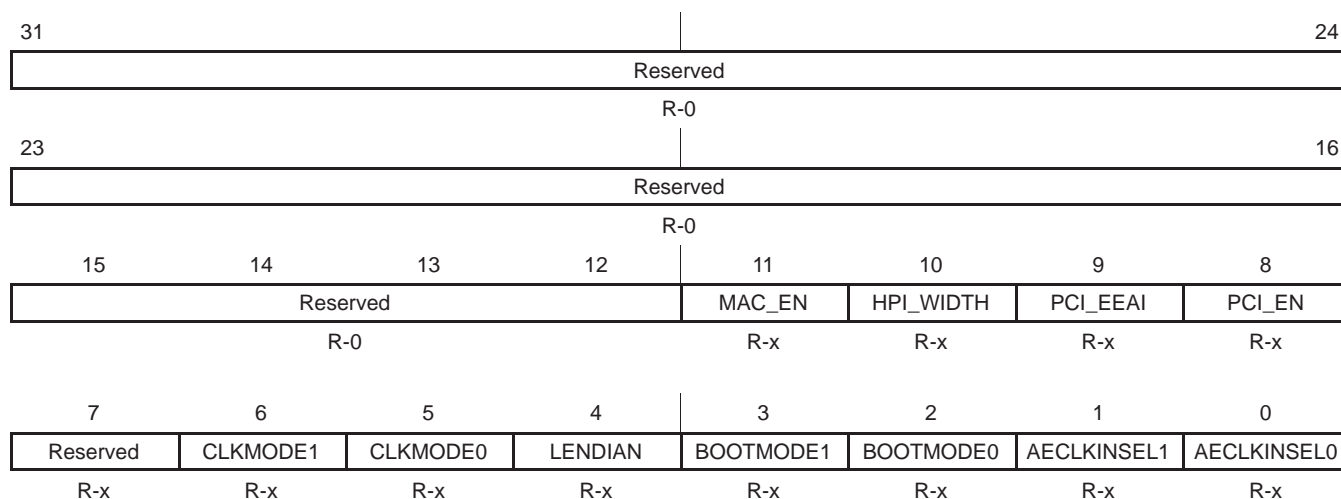 31 24
Reserved
R-0
23 16
Reserved
R-0
15 14 13 12 11 10 9 8
Reserved MAC_EN HPI_WIDTH PCI_EEAI PCI_EN
R-0 R-x R-x R-x R-x
7 6 5 4 3 2 1 0
Reserved CLKMODE1 CLKMODE0 LENDIAN BOOTMODE1 BOOTMODE0 AECLKINSEL1 AECLKINSEL0
R-x R-x R-x R-x R-x R-x R-x R-x